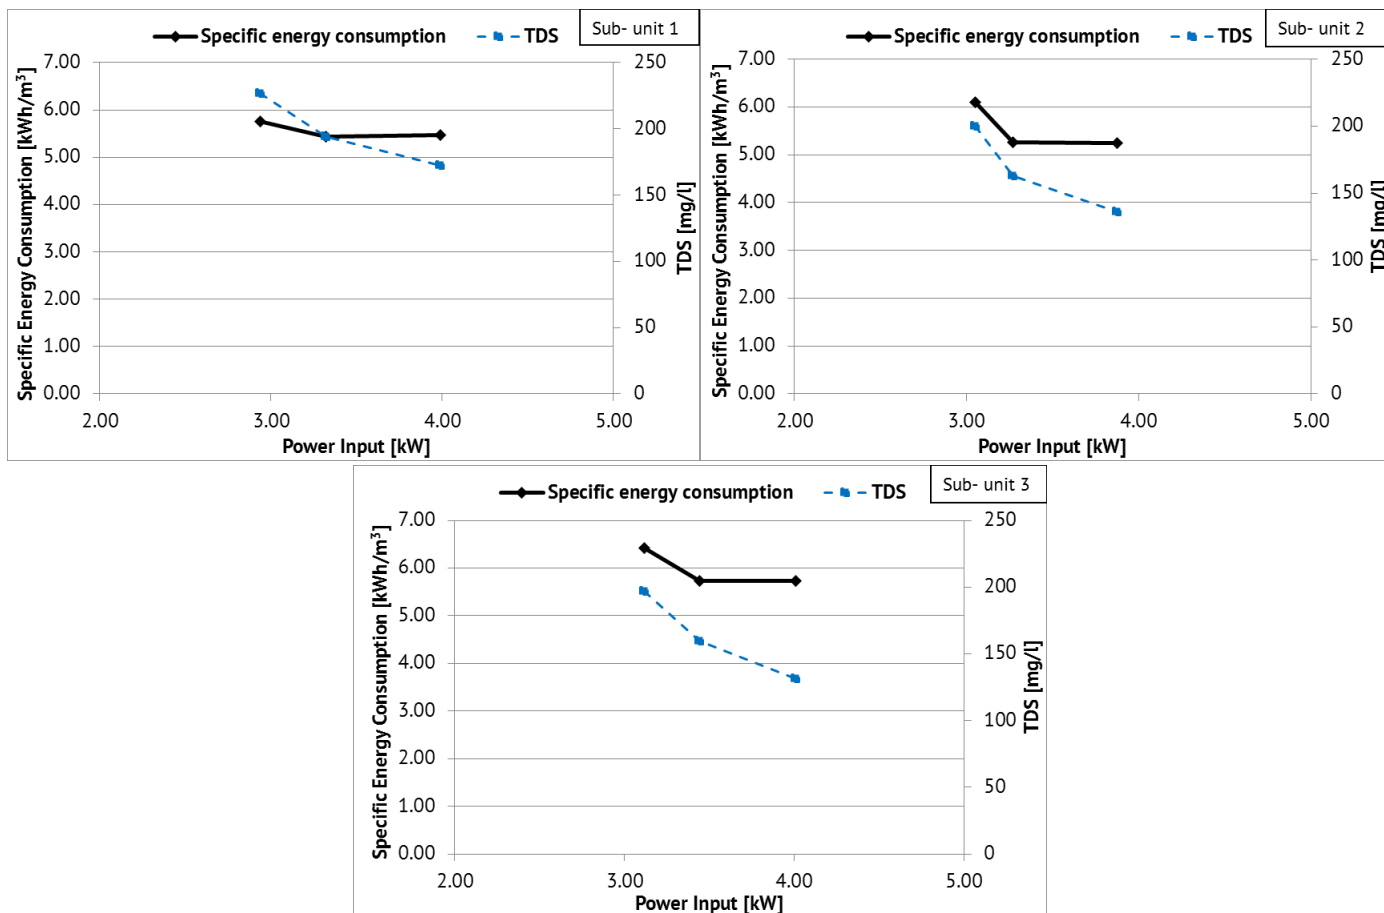 Specific energy consumption TDS Sub- unit 1
7.00 250
6.00 200
5.00 150
4.00 100
3.00 50
2.00 0
1.00
0.00
2.00 3.00 4.00 5.00
Power Input [kW]
Specific Energy Consumption [kWh/m³]
TDS [mg/l]
Specific energy consumption TDS Sub- unit 2
7.00 250
6.00 200
5.00 150
4.00 100
3.00 50
2.00 0
1.00
0.00
2.00 3.00 4.00 5.00
Power Input [kW]
Specific Energy Consumption [kWh/m³]
TDS [mg/l]
Specific energy consumption TDS Sub- unit 3
7.00 250
6.00 200
5.00 150
4.00 100
3.00 50
2.00 0
1.00
0.00
2.00 3.00 4.00 5.00
Power Input [kW]
Specific Energy Consumption [kWh/m³]
TDS [mg/l]